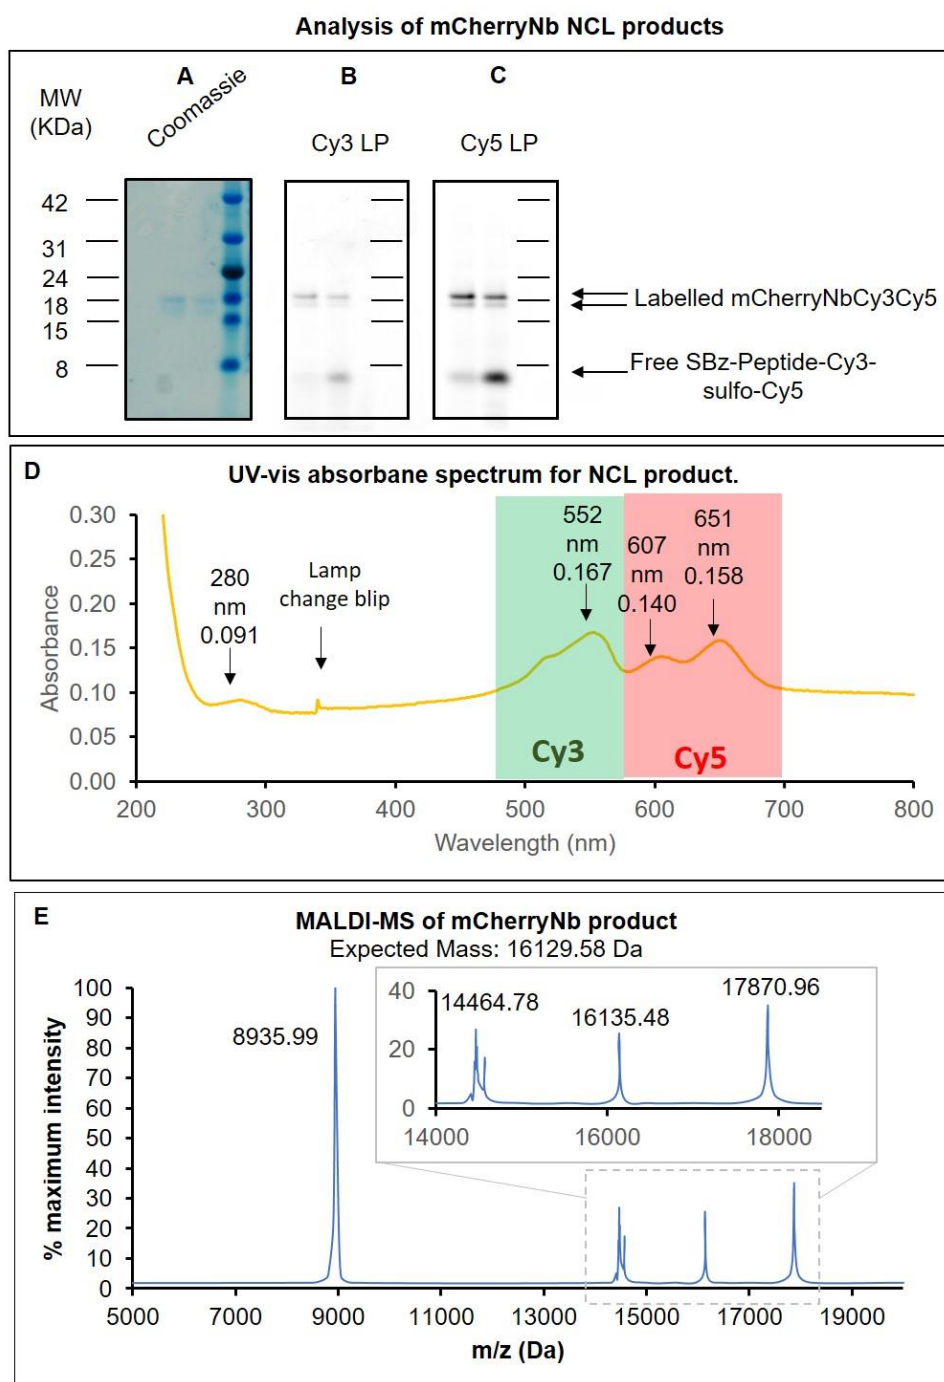 Analysis of mCherryNb NCL products
MW
(KDa)
A
Coomassie
B
Cy3 LP
C
Cy5 LP
42
31
24
18
15
8
Labelled mCherryNbCy3Cy5
Free SBz-Peptide-Cy3-
sulfo-Cy5
D
UV-vis absorbane spectrum for NCL product.
Absorbance
0.30
0.25
0.20
0.15
0.10
0.05
0.00
280
nm
0.091
Lamp
change blip
552
nm
0.167
607
nm
0.140
651
nm
0.158
Cy3
Cy5
200 300 400 500 600 700 800
Wavelength (nm)
E
MALDI-MS of mCherryNb product
Expected Mass: 16129.58 Da
% maximum intensity
100
90
80
70
60
50
40
30
20
10
0
8935.99
40
20
0
14464.78
16135.48
17870.96
14000 16000 18000
5000 7000 9000 11000 13000 15000 17000 19000
m/z (Da)